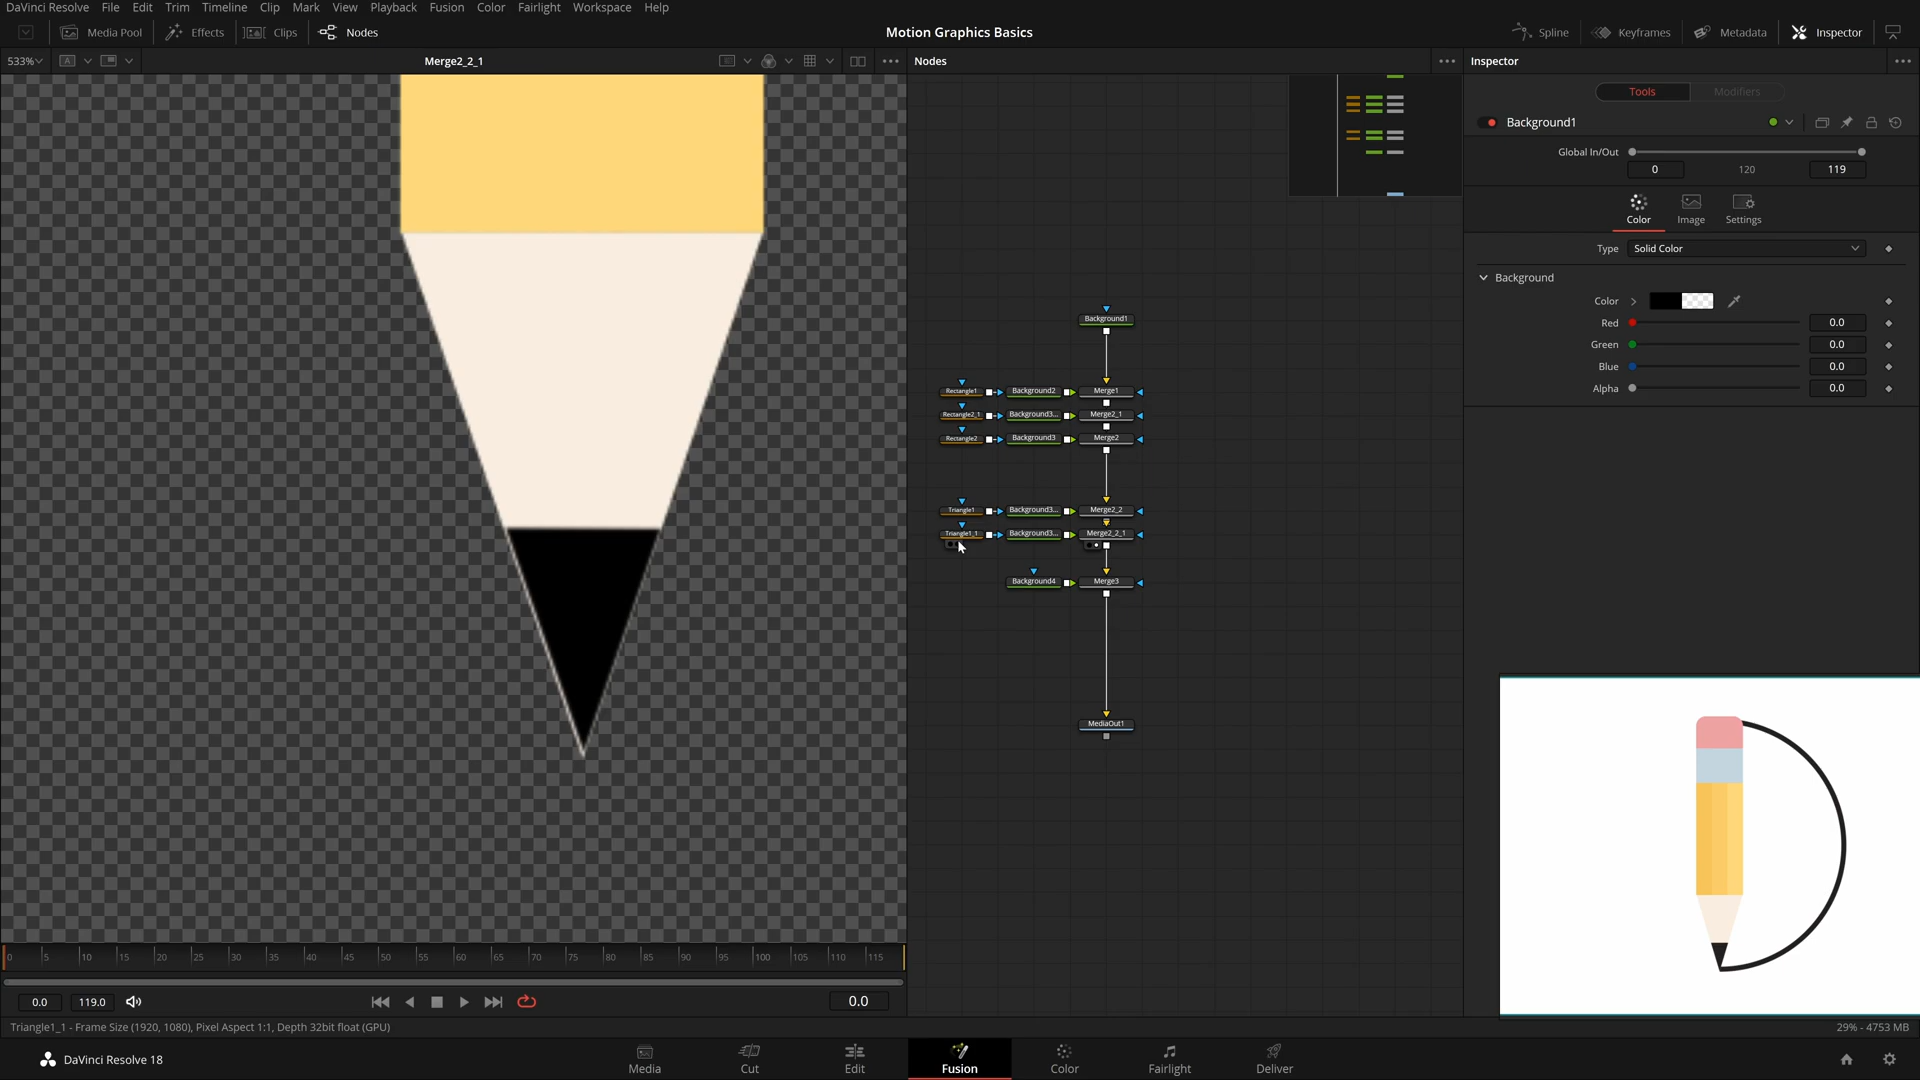 DaVinci Resolve File Edit Trim Timeline Clip Mark View Playback Fusion Color Fairlight Workspace Help
Media Pool Effects Clips Nodes Motion Graphics Basics Spline Keyframes Metadata Inspector
533% A Merge2_2_1 Nodes Inspector
Tools Modifiers
Background1
Global In/Out
0 120 119
Color Image Settings
Type Solid Color
Background
Color
Red 0.0
Green 0.0
Blue 0.0
Alpha 0.0
Background1
Rectangle1 Background2 Merge1
Rectangle2_1 Background3... Merge2_1
Rectangle2 Background3 Merge2
Triangle1 Background3... Merge2_2
Triangle1_1 Background3... Merge2_2_1
Background4 Merge3
MediaOut1
0 5 10 15 20 25 30 35 40 45 50 55 60 65 70 75 80 85 90 95 100 105 110 115
0.0 119.0 0.0
Triangle1_1 - Frame Size (1920, 1080), Pixel Aspect 1:1, Depth 32bit float (GPU) 29% - 4753 MB
DaVinci Resolve 18 Media Cut Edit Fusion Color Fairlight Deliver